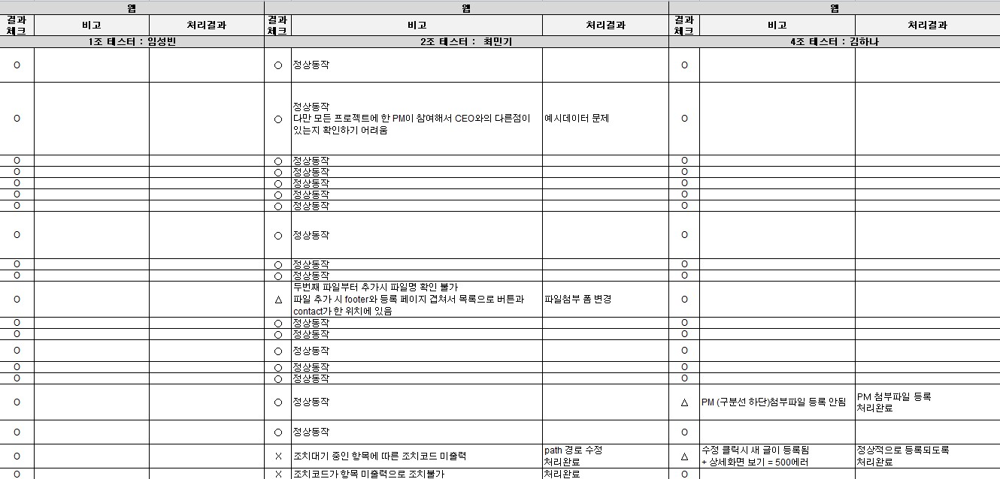 웹 웹 웹
결과체크 비고 처리결과 결과체크 비고 처리결과 결과체크 비고 처리결과
1조 테스터 : 임성빈 2조 테스터 : 최민기 4조 테스터 : 김하나
O ○ 정상동작 O
O ○ 정상동작
다만 모든 프로젝트에 한 PM이 참여해서 CEO와의 다른점이
있는지 확인하기 어려움 예시데이터 문제 O
O ○ 정상동작 O
O ○ 정상동작 O
O ○ 정상동작 O
O ○ 정상동작 O
O ○ 정상동작 O
O ○ 정상동작 O
O ○ 정상동작 O
O ○ 정상동작 O
O △ 두번째 파일부터 추가시 파일명 확인 불가
파일 추가 시 footer와 등록 페이지 겹쳐서 목록으로 버튼과
contact가 한 위치에 있음 파일첨부 폼 변경 O
O ○ 정상동작 O
O ○ 정상동작 O
O ○ 정상동작 O
O ○ 정상동작 O
O ○ 정상동작 O
O ○ 정상동작 △ PM (구분선 하단)첨부파일 등록 안됨 PM 첨부파일 등록
처리완료
O ○ 정상동작 O
O X 조치대기 중인 항목에 따른 조치코드 미출력 path 경로 수정
처리완료 △ 수정 클릭시 새 글이 등록됨
+ 상세화면 보기 = 500에러 정상적으로 등록되도록
처리완료
O X 조치코드가 항목 미출력으로 조치불가 처리완료 O